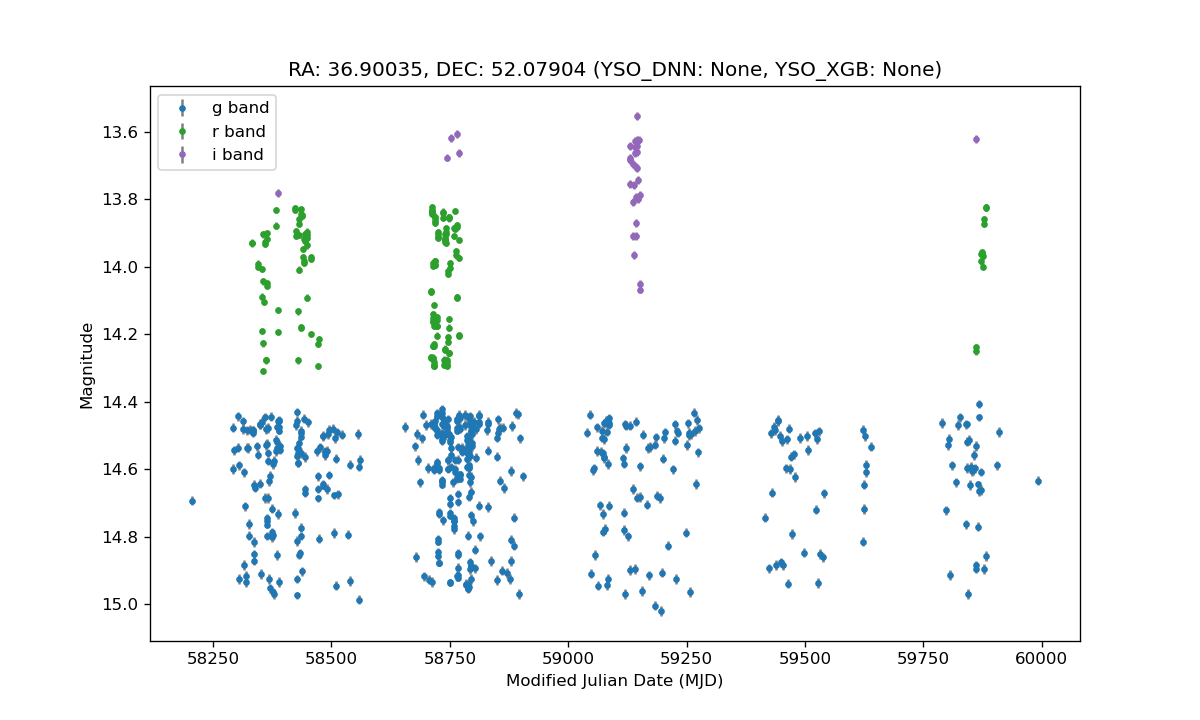 RA: 36.90035, DEC: 52.07904 (YSO_DNN: None, YSO_XGB: None)
g band
r band
i band
13.6
13.8
14.0
14.2
14.4
14.6
14.8
15.0
Magnitude
58250
58500
58750
59000
59250
59500
59750
60000
Modified Julian Date (MJD)